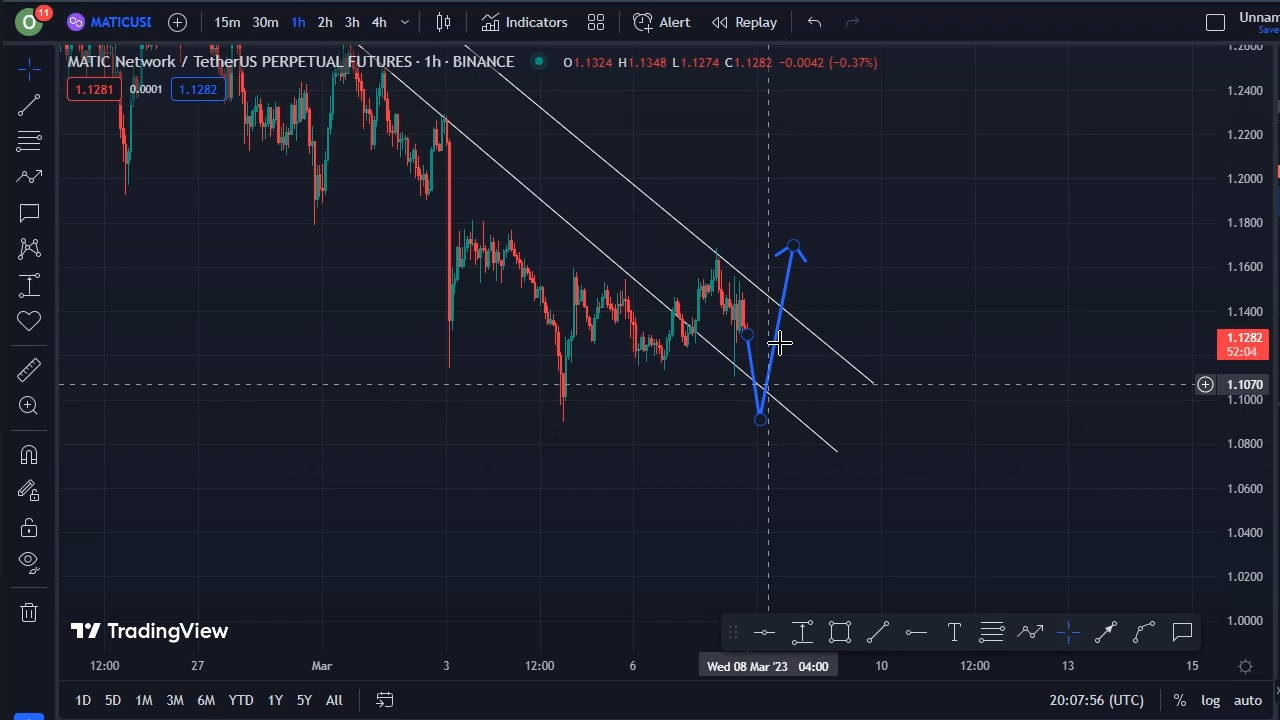 O 11 MATICUSI 15m 30m 1h 2h 3h 4h Indicators Alert Replay Unnam
Save
MATIC Network / TetherUS PERPETUAL FUTURES · 1h · BINANCE O1.1324 H1.1348 L1.1274 C1.1282 −0.0042 (−0.37%)
1.1281 0.0001 1.1282
1.2600
1.2400
1.2200
1.2000
1.1800
1.1600
1.1400
1.1282
52:04
1.1070
1.1000
1.0800
1.0600
1.0400
1.0200
1.0000
TradingView
T
12:00 27 Mar 3 12:00 6 Wed 08 Mar '23 04:00 10 12:00 13 15
1D 5D 1M 3M 6M YTD 1Y 5Y All 20:07:56 (UTC) % log auto